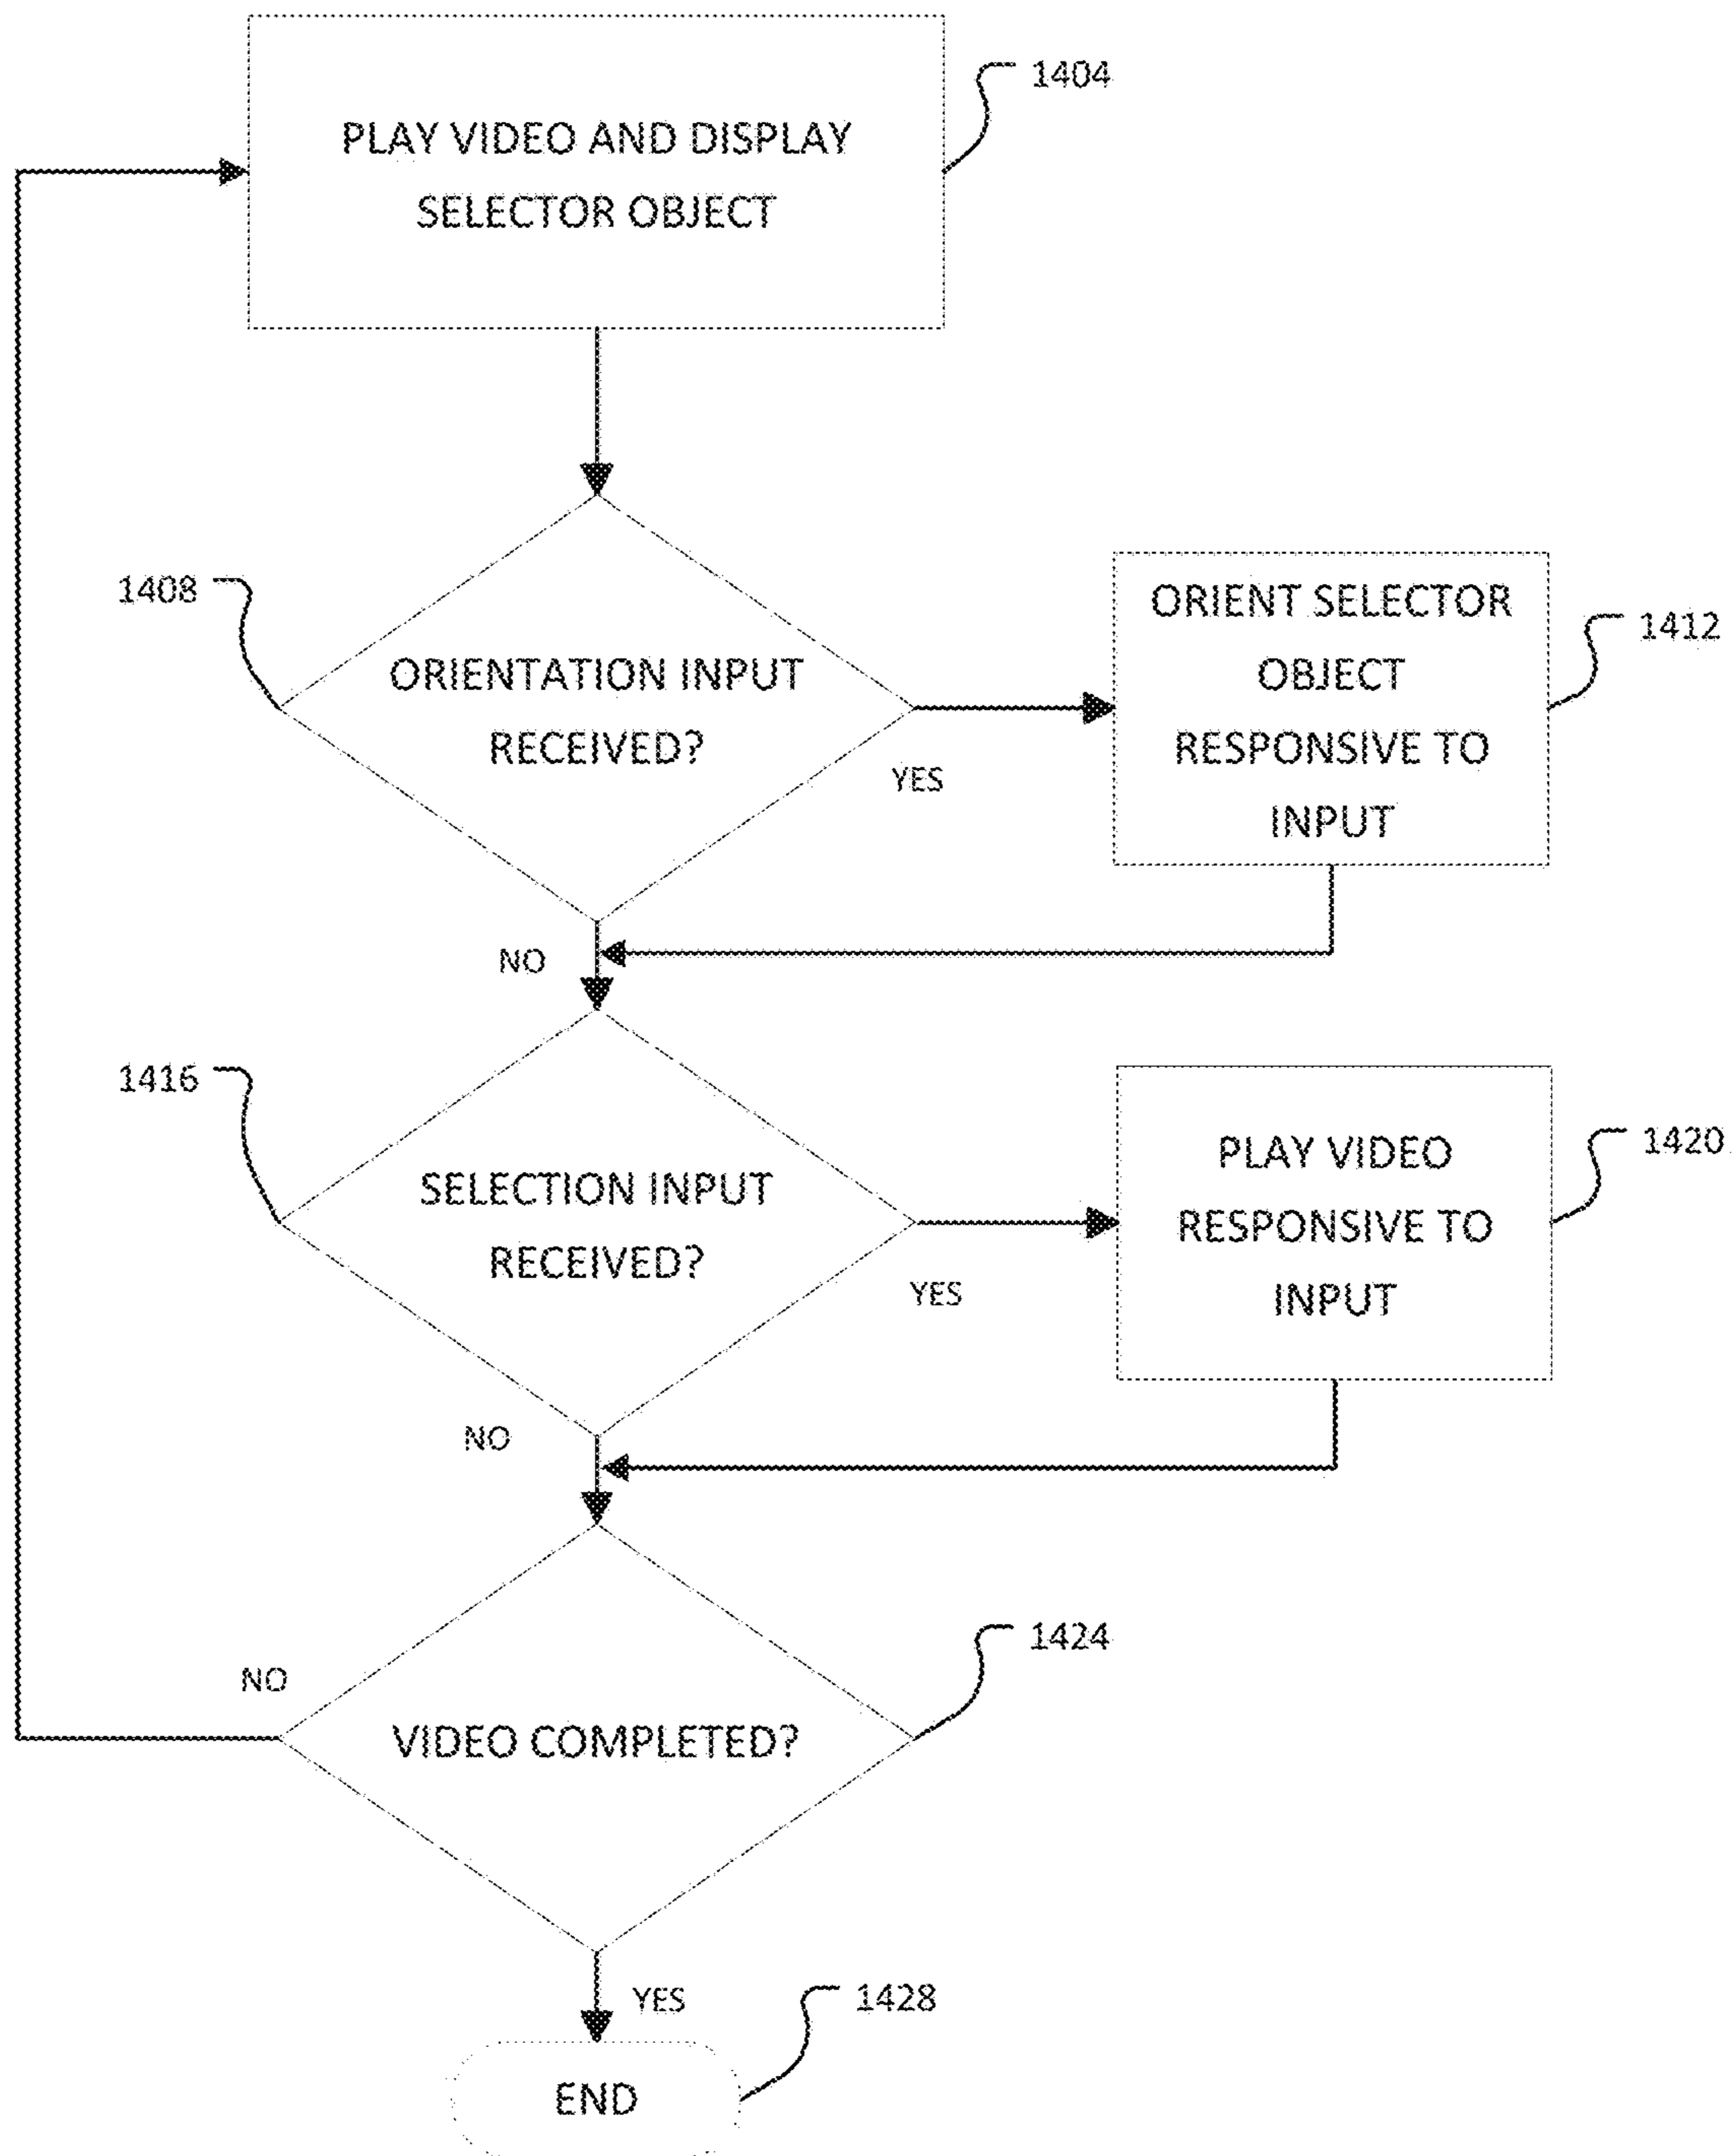 1404
PLAY VIDEO AND DISPLAY
SELECTOR OBJECT
1408
ORIENTATION INPUT
RECEIVED?
YES
ORIENT SELECTOR
OBJECT
RESPONSIVE TO
INPUT
1412
NO
1416
SELECTION INPUT
RECEIVED?
YES
PLAY VIDEO
RESPONSIVE TO
INPUT
1420
NO
1424
NO
VIDEO COMPLETED?
YES
1428
END